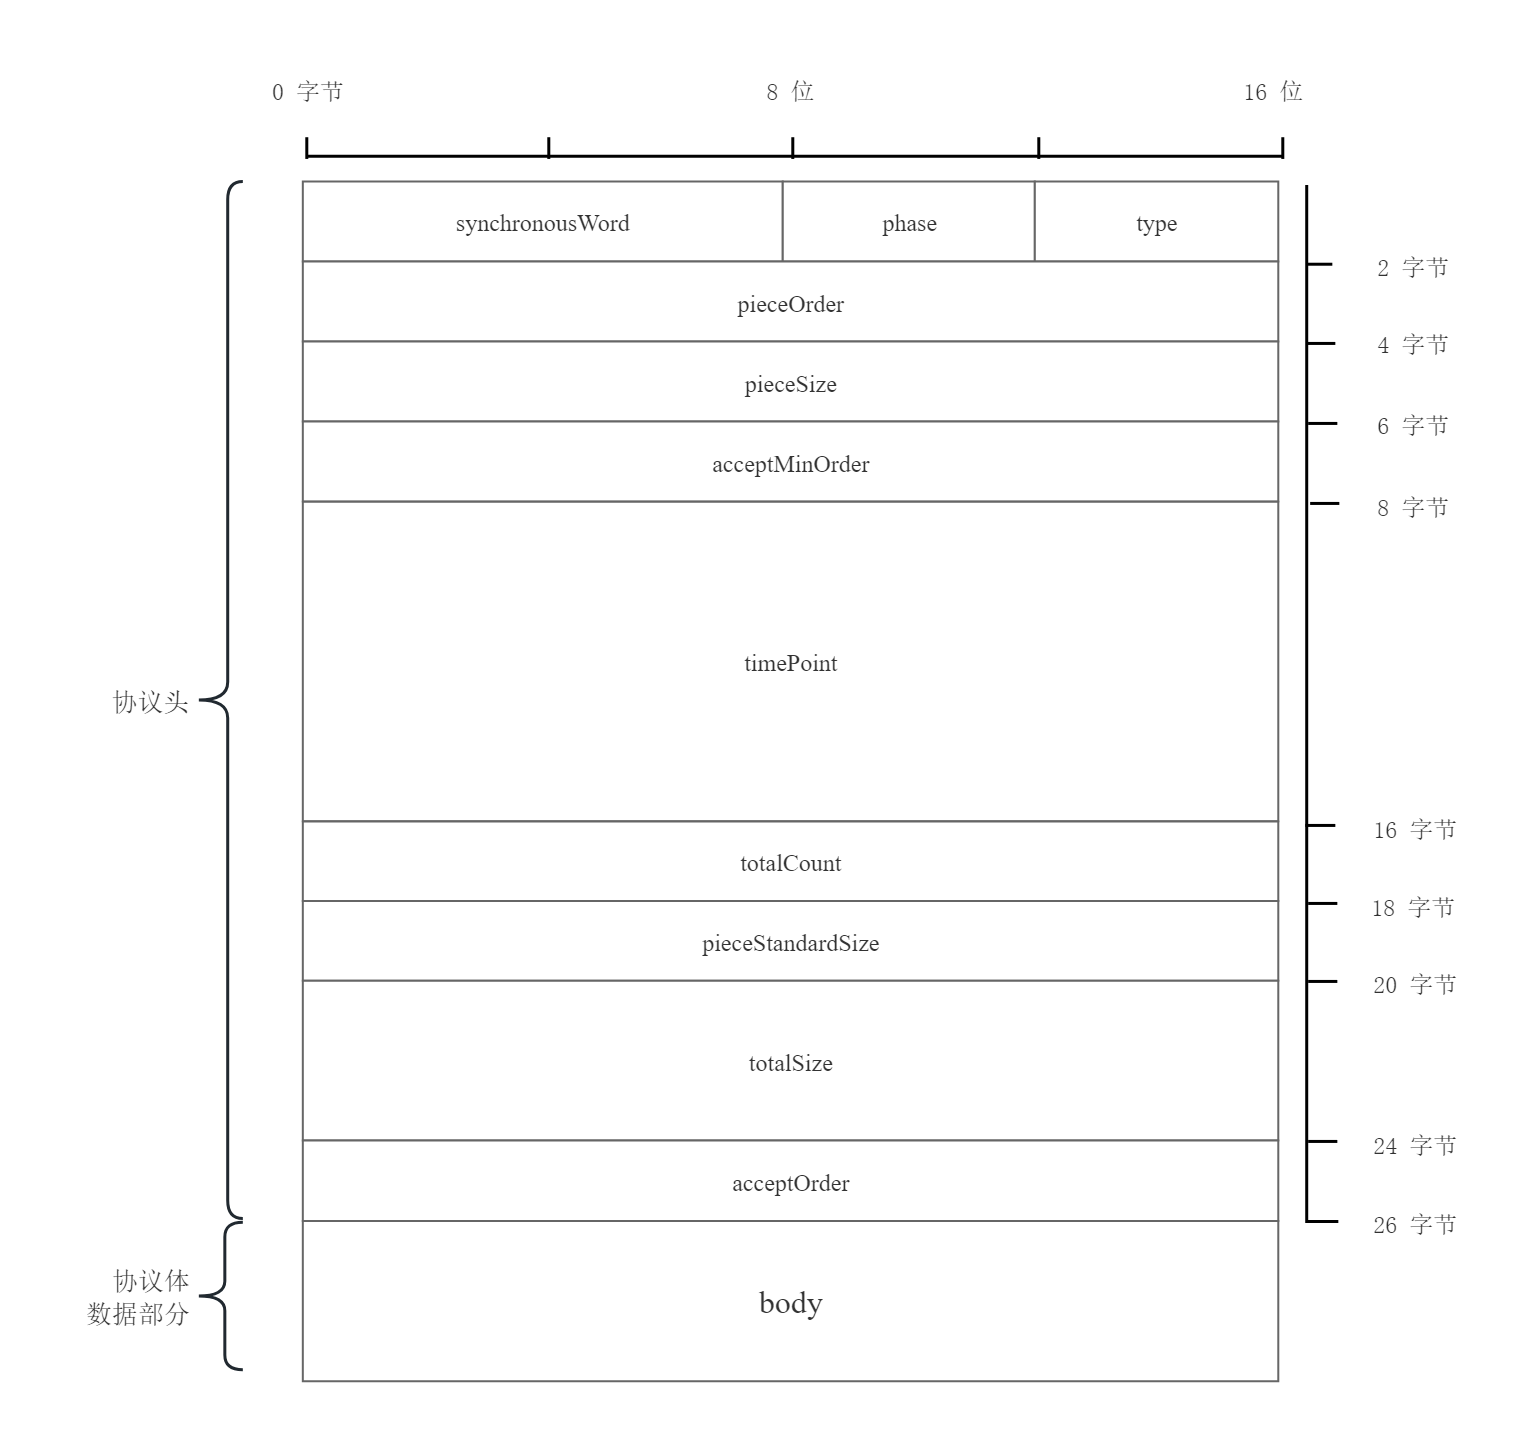 0 字节
8 位
16 位
synchronousWord
phase
type
2 字节
pieceOrder
4 字节
pieceSize
6 字节
acceptMinOrder
8 字节
timePoint
协议头
16 字节
totalCount
18 字节
pieceStandardSize
20 字节
totalSize
24 字节
acceptOrder
26 字节
协议体
数据部分
body